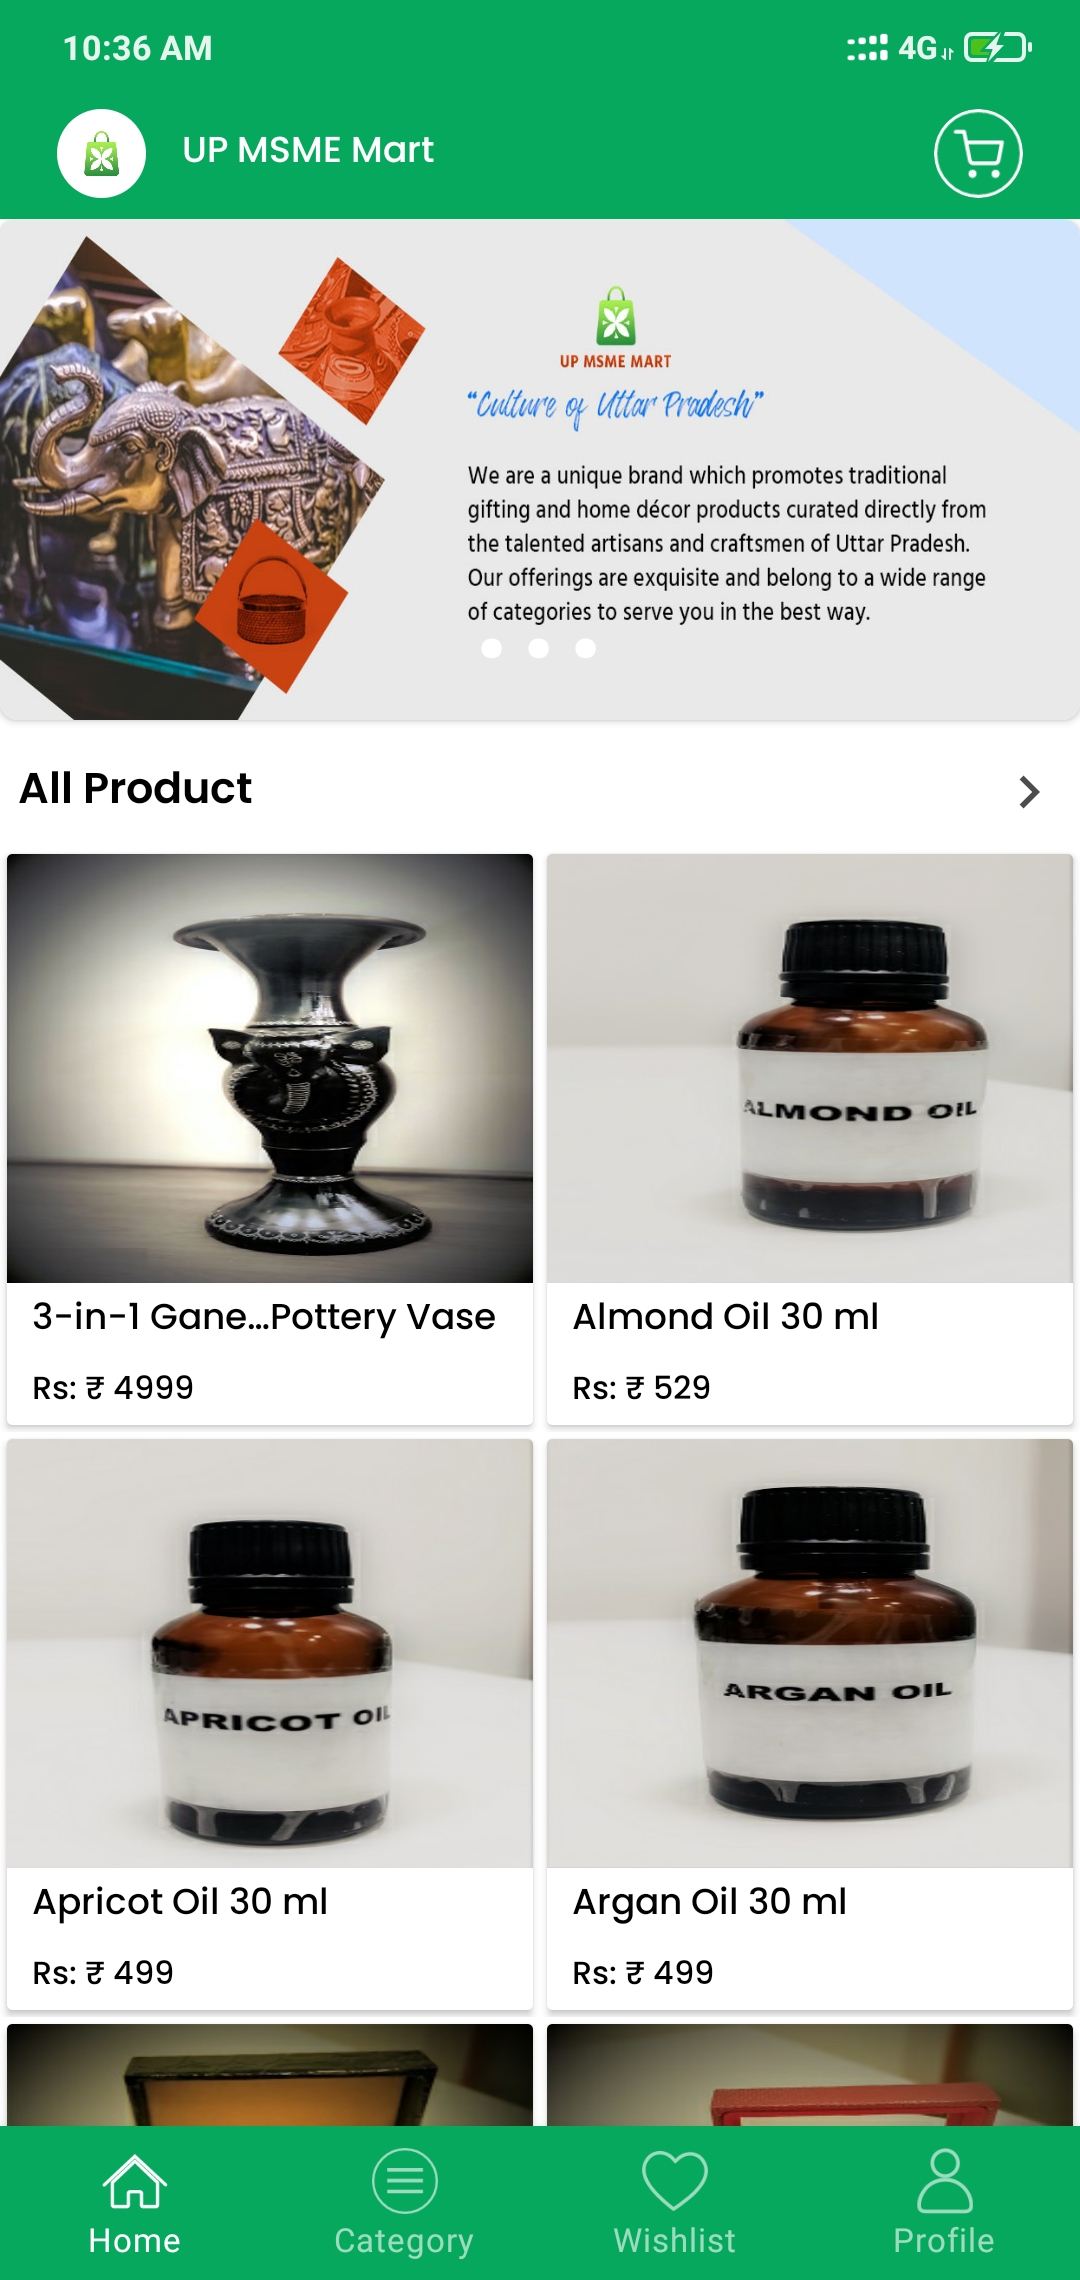 10:36 AM
4G
UP MSME Mart
UP MSME MART
“Culture of Uttar Pradesh”
We are a unique brand which promotes traditional
gifting and home décor products curated directly from
the talented artisans and craftsmen of Uttar Pradesh.
Our offerings are exquisite and belong to a wide range
of categories to serve you in the best way.
All Product
ALMOND OIL
3-in-1 Gane...Pottery Vase
Almond Oil 30 ml
Rs: ₹ 4999
Rs: ₹ 529
APRICOT OIL
ARGAN OIL
Apricot Oil 30 ml
Argan Oil 30 ml
Rs: ₹ 499
Rs: ₹ 499
Home
Category
Wishlist
Profile